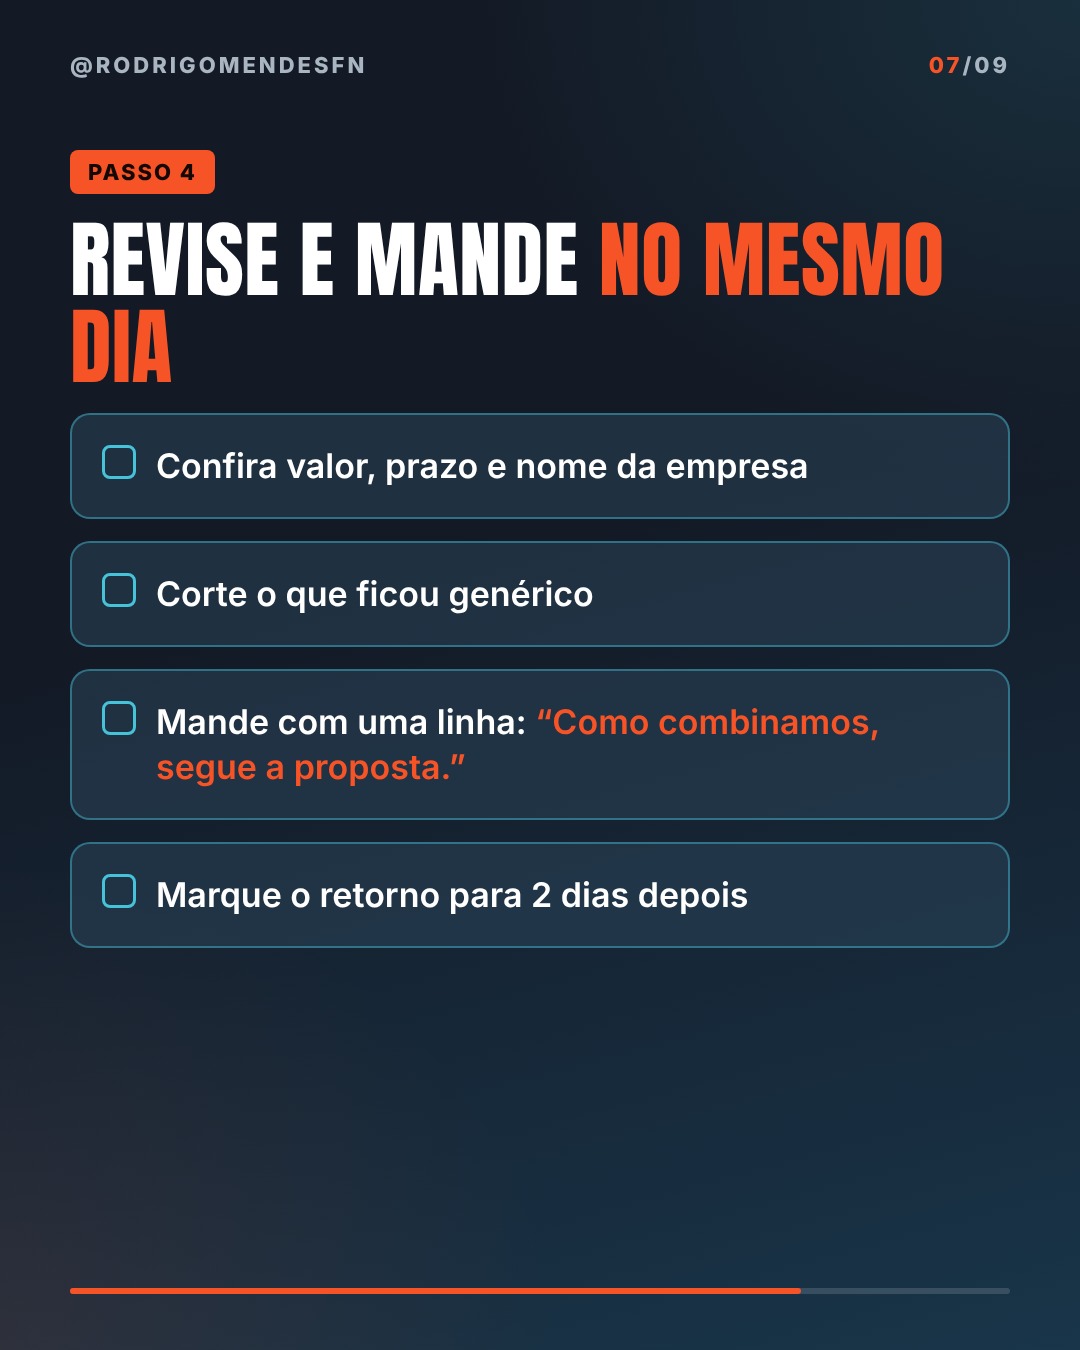 @RODRIGOMENDESFN
07/09
PASSO 4
REVISE E MANDE NO MESMO
DIA
Confira valor, prazo e nome da empresa
Corte o que ficou genérico
Mande com uma linha: “Como combinamos,
segue a proposta.”
Marque o retorno para 2 dias depois